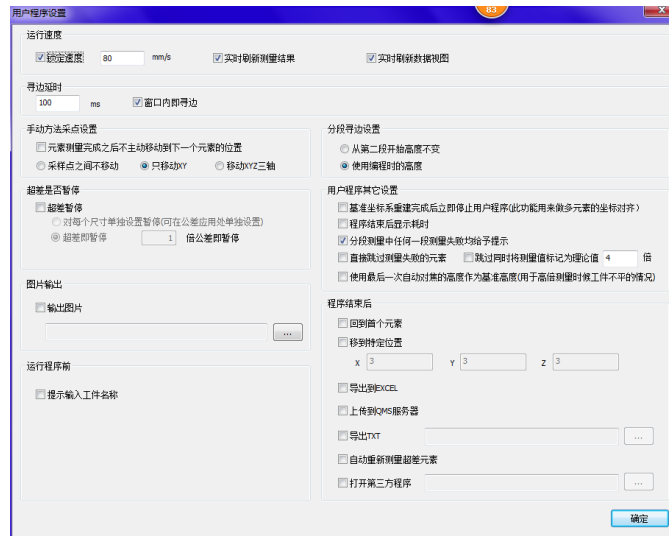 83
用户程序设置
运行速度
锁定速度 80 mm/s 实时刷新测量结果 实时刷新数据视图
寻边延时
100 ms 窗口内即寻边
手动方法采点设置
元素测量完成之后不主动移动到下一个元素的位置
采样点之间不移动 只移动XY 移动XYZ三轴
分段寻边设置
从第二段开始高度不变
使用编程时的高度
超差是否暂停
超差暂停
对每个尺寸单独设置暂停(可在公差应用处单独设置)
超差即暂停 1 倍公差即暂停
用户程序其它设置
基准坐标系重建完成后立即停止用户程序(此功能用来做多元素的坐标对齐)
程序结束后显示耗时
分段测量中任何一段测量失败均给予提示
直接跳过测量失败的元素 跳过同时将测量值标记为理论值 4 倍
使用最后一次自动对焦的高度作为基准高度(用于高倍测量时候工件不平的情况)
图片输出
输出图片
...
运行程序前
提示输入工件名称
程序结束后
回到首个元素
移到特定位置
X 3 Y 3 Z 3
导出到EXCEL
上传到QMS服务器
导出TXT ...
自动重新测量超差元素
打开第三方程序 ...
确定